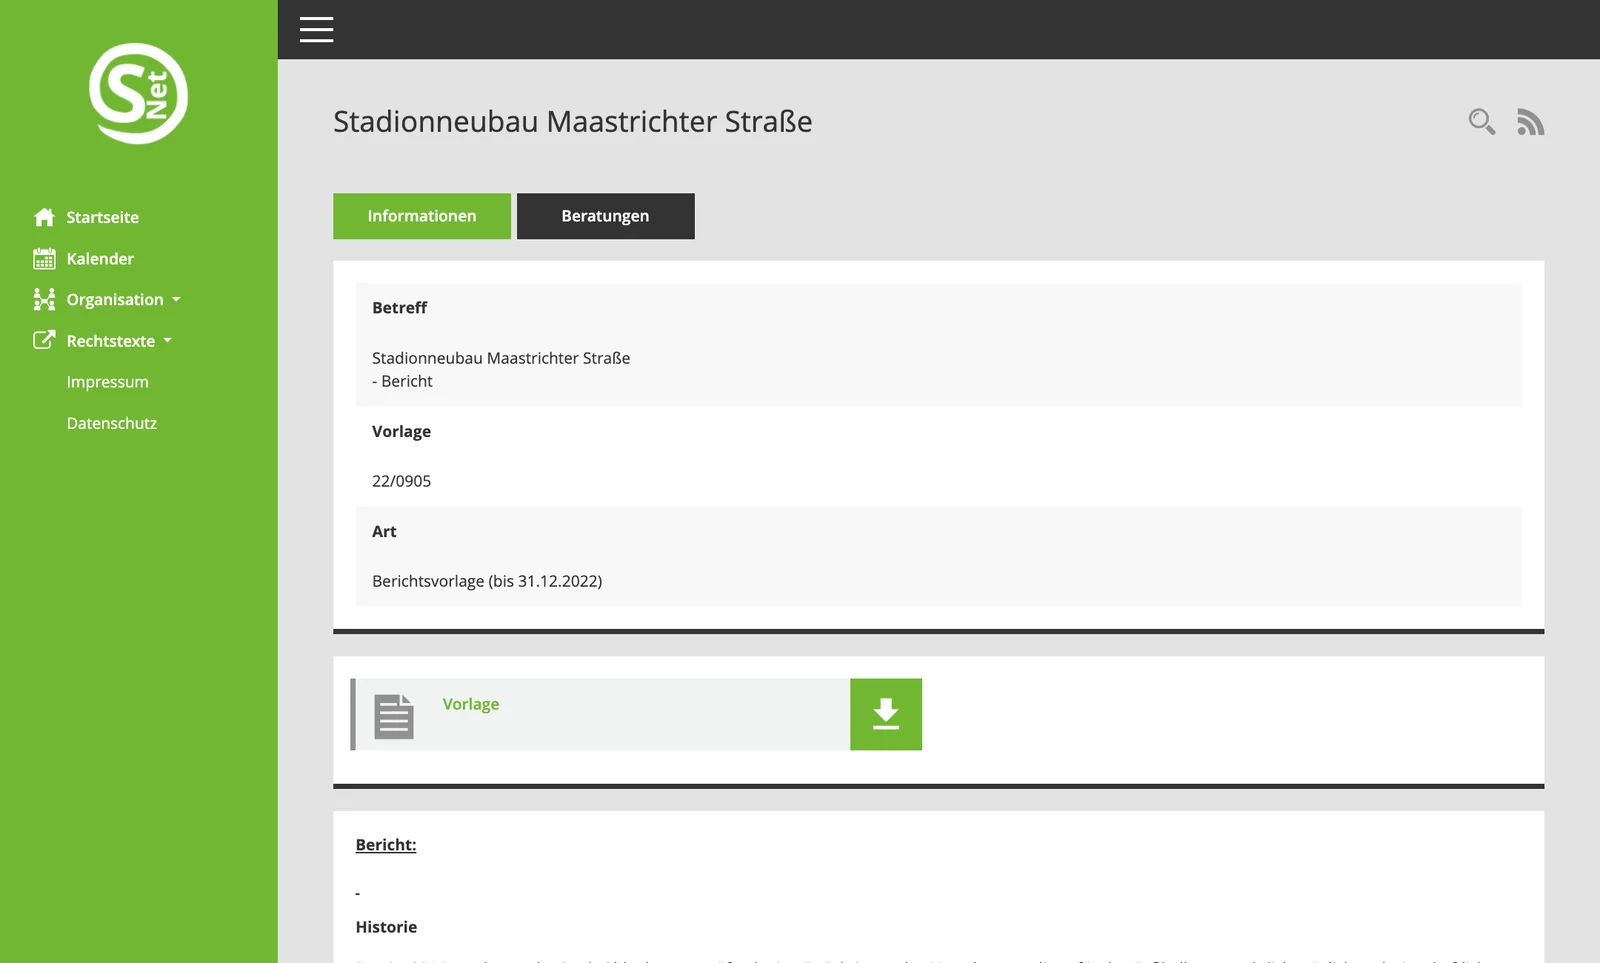 S Net
Startseite
Kalender
Organisation
Rechtstexte
Impressum
Datenschutz
Stadionneubau Maastrichter Straße
Informationen
Beratungen
Betreff
Stadionneubau Maastrichter Straße
- Bericht
Vorlage
22/0905
Art
Berichtsvorlage (bis 31.12.2022)
Vorlage
Bericht:
-
Historie